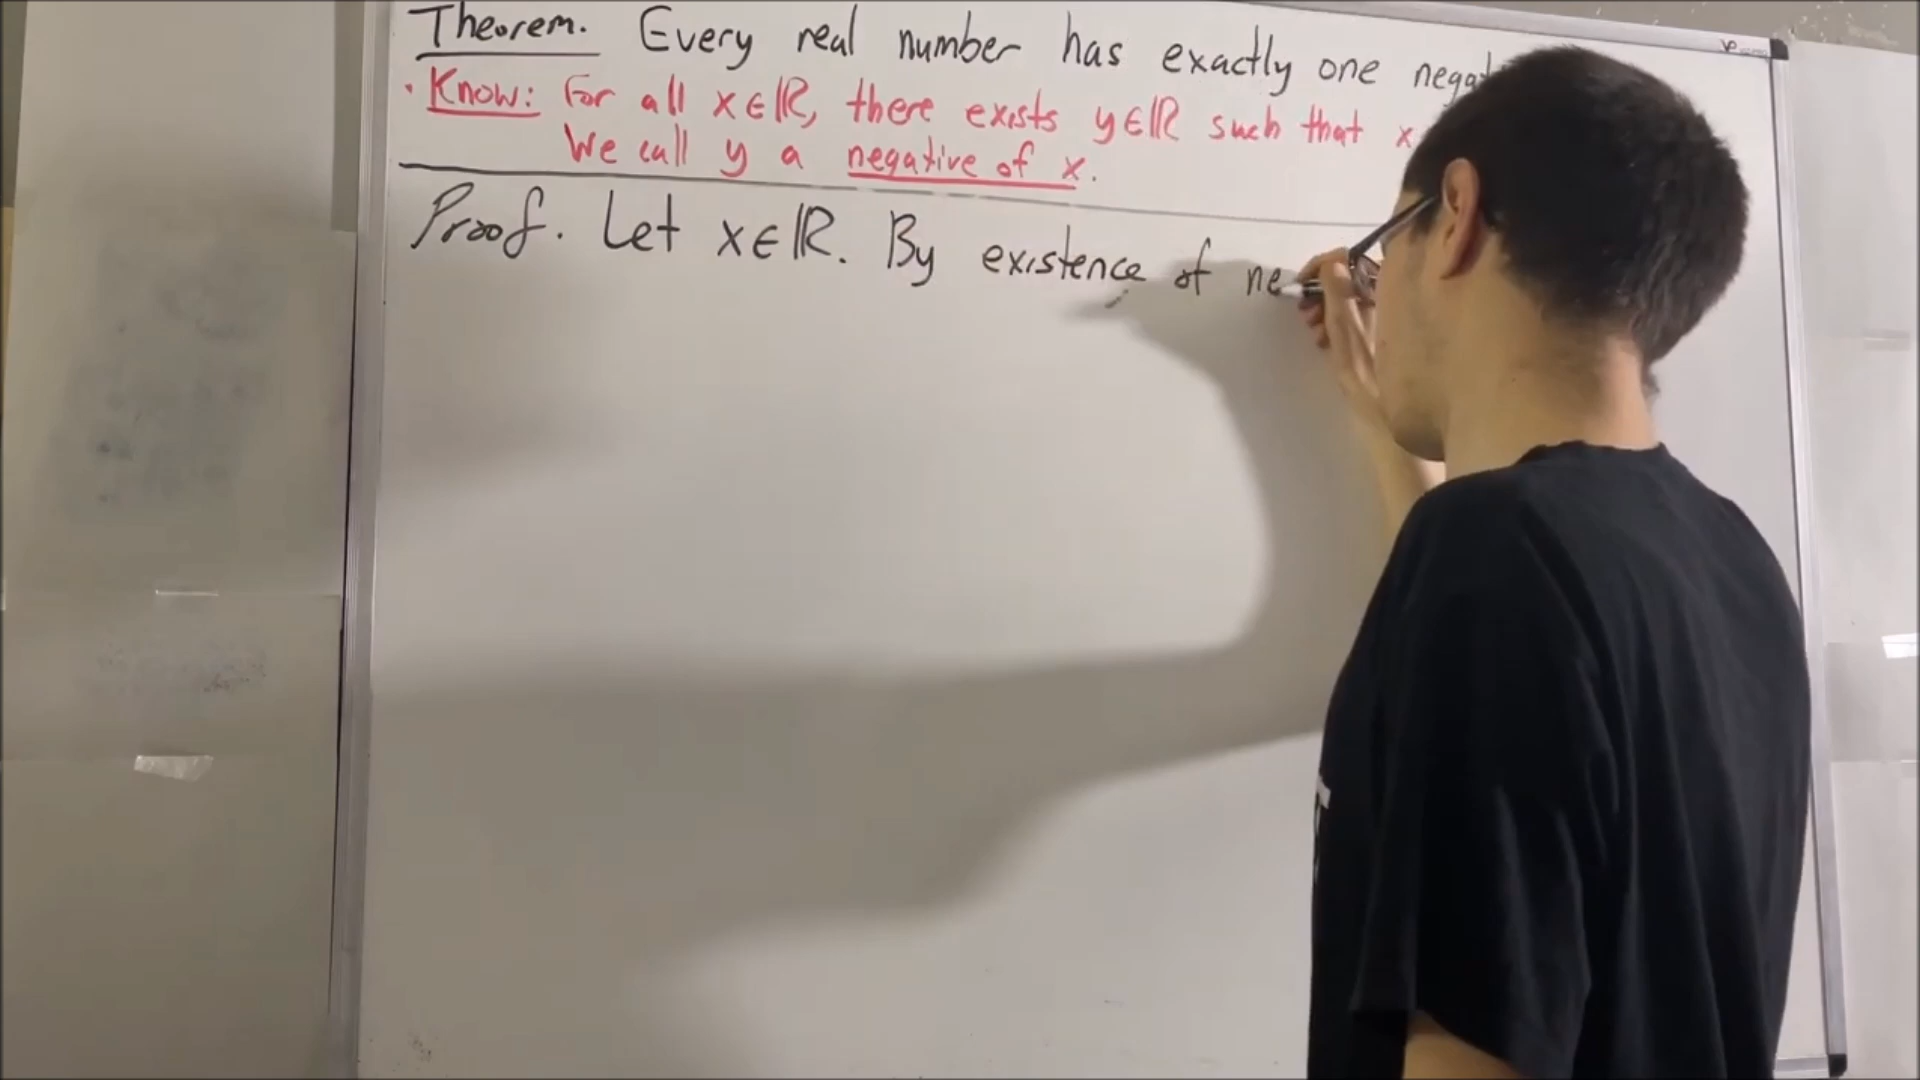 Theorem. Every real number has exactly one
• Know: For all x∈ℝ, there exists y∈ℝ such that x
We call y a negative of x.
Proof. Let x∈ℝ. By existence of ne